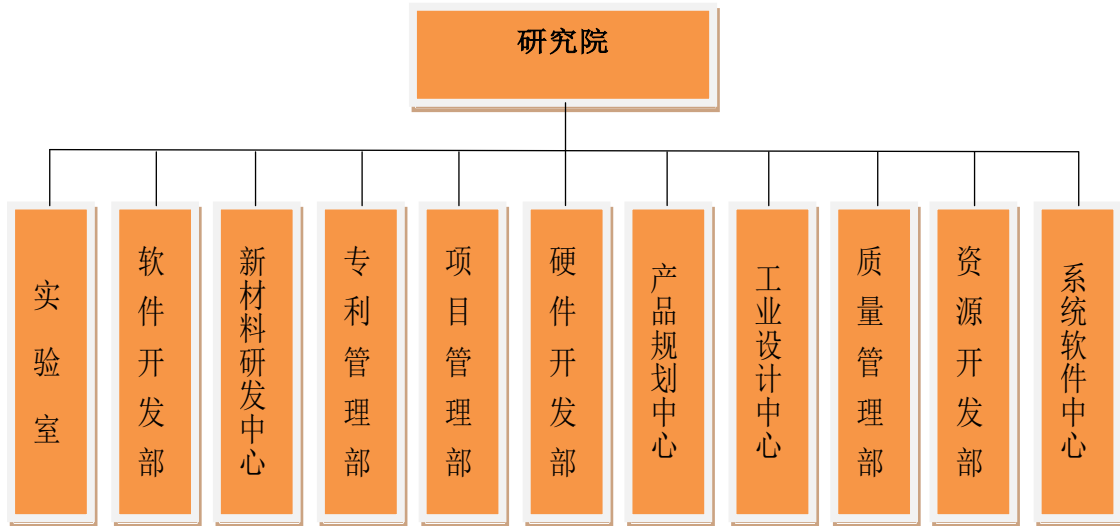 研究院
实验室
软件开发部
新材料研发中心
专利管理部
项目管理部
硬件开发部
产品规划中心
工业设计中心
质量管理部
资源开发部
系统软件中心